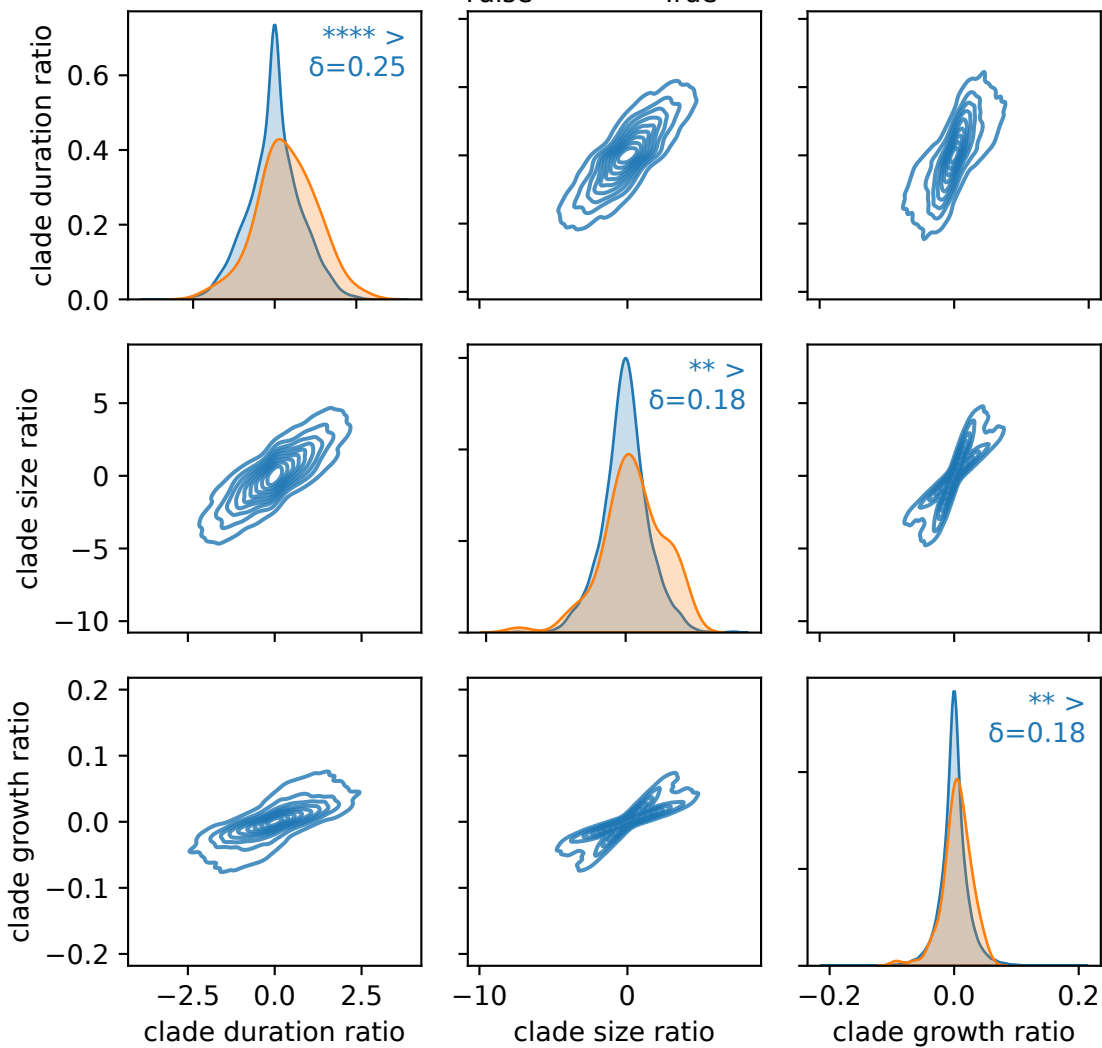 False True
clade duration ratio
0.6
0.4
0.2
0.0
**** >
δ=0.25
clade size ratio
5
0
−5
−10
** >
δ=0.18
clade growth ratio
0.2
0.1
0.0
−0.1
−0.2
** >
δ=0.18
−2.5 0.0 2.5
−10 0
−0.2 0.0 0.2
clade duration ratio
clade size ratio
clade growth ratio